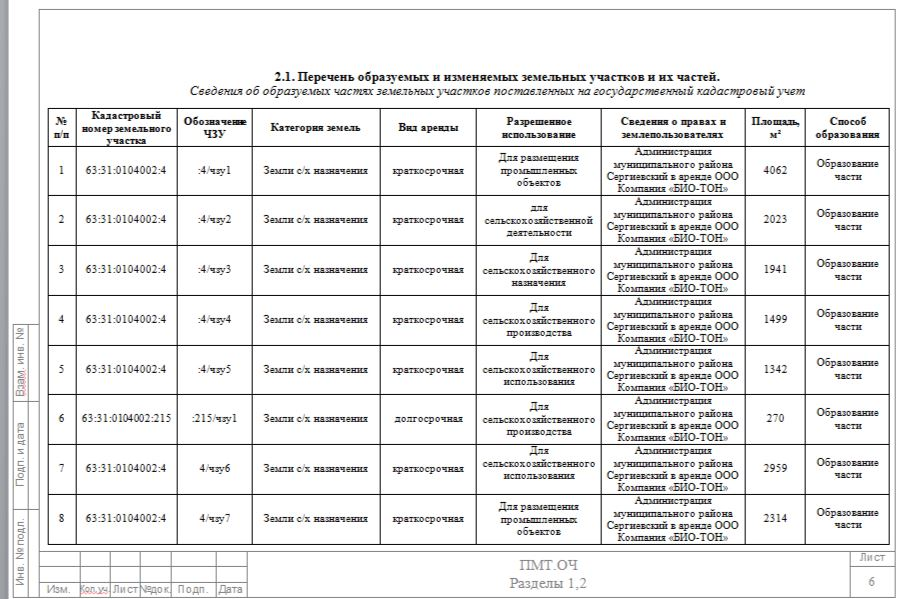 2.1. Перечень образуемых и изменяемых земельных участков и их частей.
Сведения об образуемых частях земельных участков поставленных на государственный кадастровый учет
№ п/п Кадастровый номер земельного участка Обозначение ЧЗУ Категория земель Вид аренды Разрешенное использование Сведения о правах и землепользователях Площадь, м² Способ образования
1 63:31:0104002:4 :4/чзу1 Земли с/х назначения краткосрочная Для размещения промышленных объектов Администрация муниципального района Сергиевский в аренде ООО Компания «БИО-ТОН» 4062 Образование части
2 63:31:0104002:4 :4/чзу2 Земли с/х назначения краткосрочная для сельскохозяйственной деятельности Администрация муниципального района Сергиевский в аренде ООО Компания «БИО-ТОН» 2023 Образование части
3 63:31:0104002:4 :4/чзу3 Земли с/х назначения краткосрочная Для сельскохозяйственного назначения Администрация муниципального района Сергиевский в аренде ООО Компания «БИО-ТОН» 1941 Образование части
4 63:31:0104002:4 :4/чзу4 Земли с/х назначения краткосрочная Для сельскохозяйственного производства Администрация муниципального района Сергиевский в аренде ООО Компания «БИО-ТОН» 1499 Образование части
5 63:31:0104002:4 :4/чзу5 Земли с/х назначения краткосрочная Для сельскохозяйственного использования Администрация муниципального района Сергиевский в аренде ООО Компания «БИО-ТОН» 1342 Образование части
6 63:31:0104002:215 :215/чзу1 Земли с/х назначения долгосрочная Для сельскохозяйственного производства Администрация муниципального района Сергиевский в аренде ООО Компания «БИО-ТОН» 270 Образование части
7 63:31:0104002:4 4/чзу6 Земли с/х назначения краткосрочная Для сельскохозяйственного использования Администрация муниципального района Сергиевский в аренде ООО Компания «БИО-ТОН» 2959 Образование части
8 63:31:0104002:4 4/чзу7 Земли с/х назначения краткосрочная Для размещения промышленных объектов Администрация муниципального района Сергиевский в аренде ООО Компания «БИО-ТОН» 2314 Образование части
Взам. инв. №
Подп. и дата
Инв. № подл.
Изм. Кол.уч. Лист №док. Подп. Дата
ПМТ.ОЧ
Разделы 1,2
Лист
6